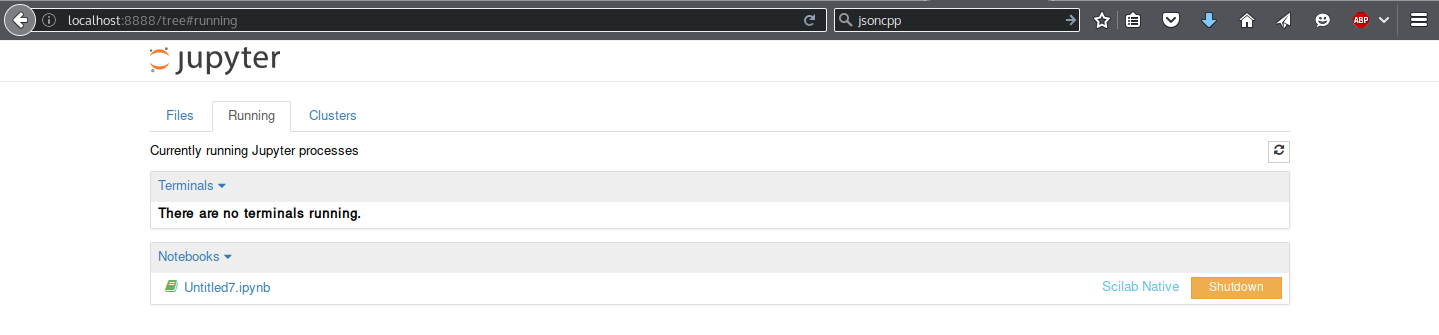 localhost:8888/tree#running jsoncpp ABP
jupyter
Files Running Clusters
Currently running Jupyter processes
Terminals
There are no terminals running.
Notebooks
Untitled7.ipynb Scilab Native Shutdown